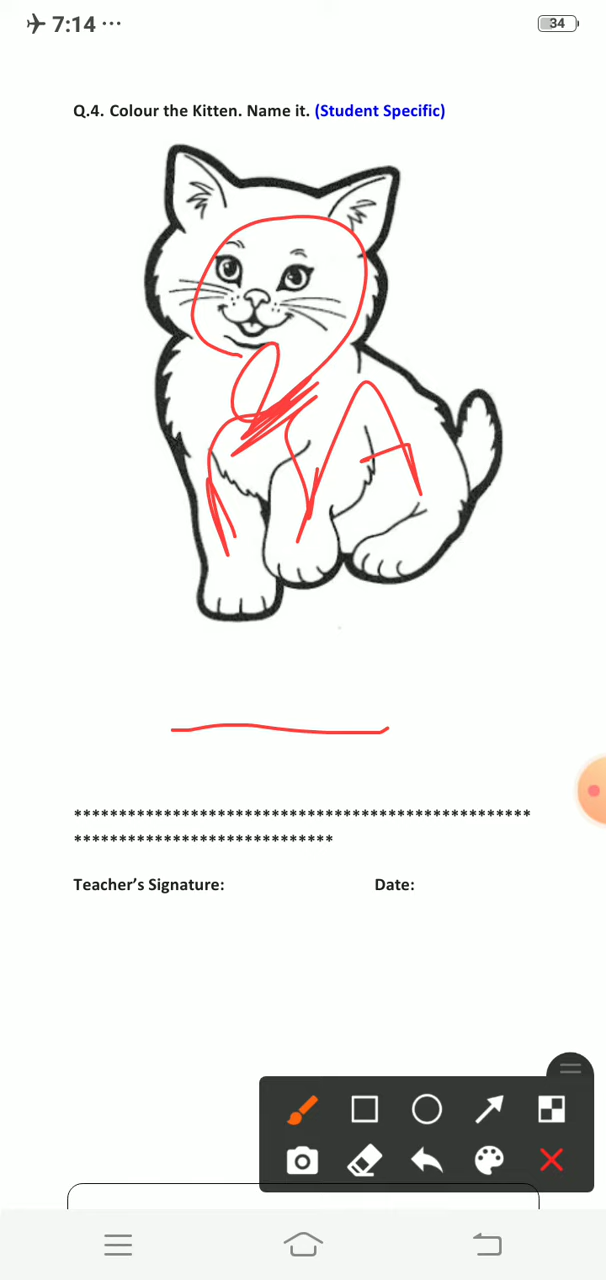 7:14 ...
34
Q.4. Colour the Kitten. Name it. (Student Specific)
***************************************************
*****************************
Teacher's Signature: Date: